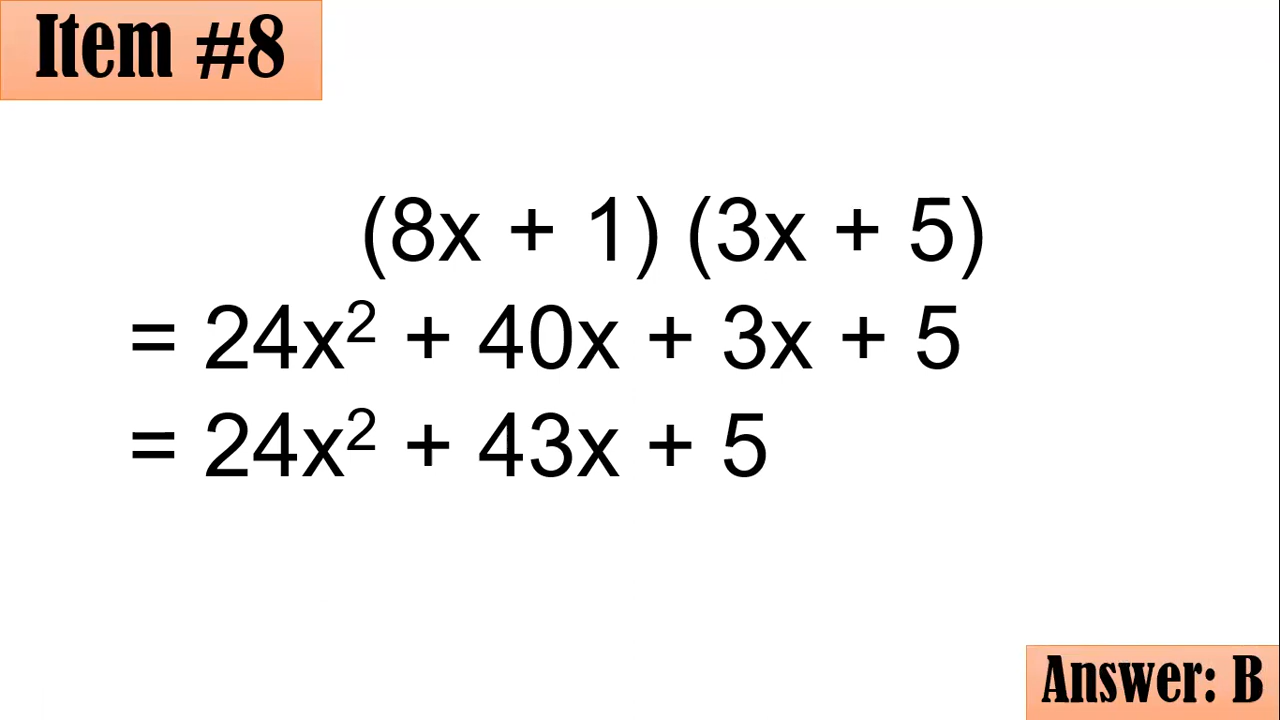 Item #8
(8x + 1) (3x + 5)
= 24x² + 40x + 3x + 5
= 24x² + 43x + 5
Answer: B